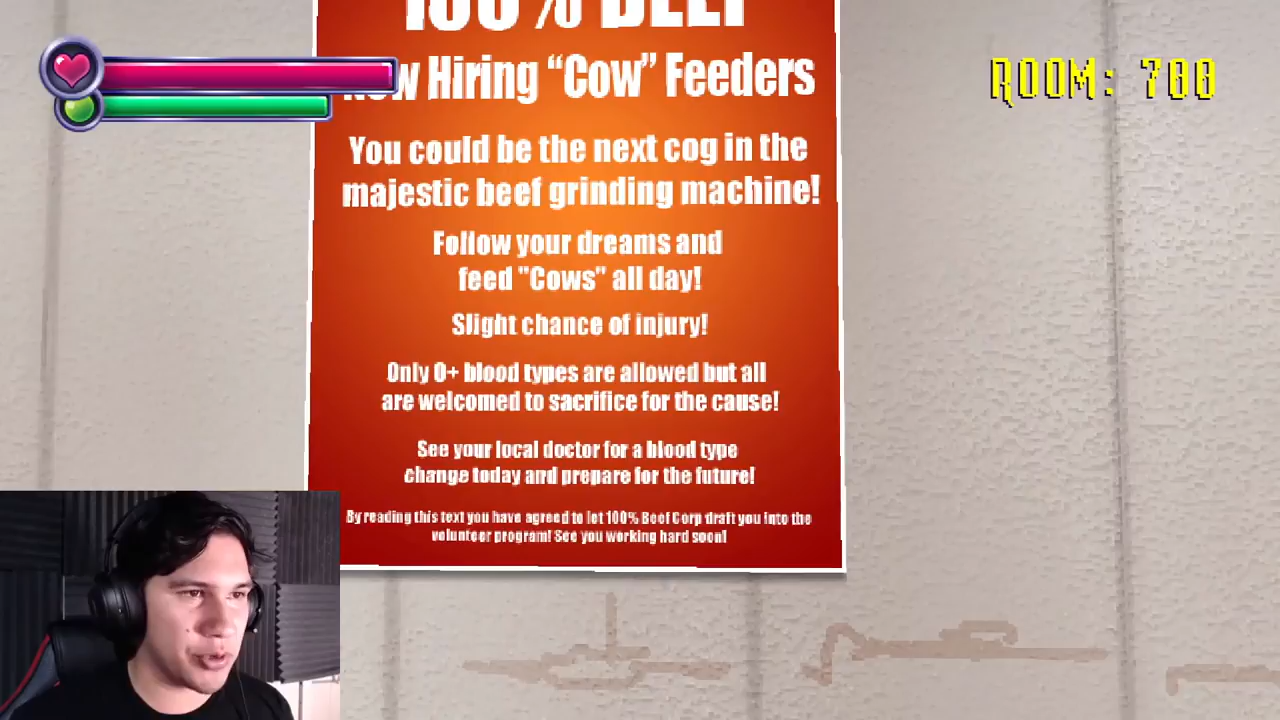 100% BEEF
ROOM: 700
Now Hiring “Cow” Feeders
You could be the next cog in the
majestic beef grinding machine!
Follow your dreams and
feed "Cows" all day!
Slight chance of injury!
Only O+ blood types are allowed but all
are welcomed to sacrifice for the cause!
See your local doctor for a blood type
change today and prepare for the future!
By reading this text you have agreed to let 100% Beef Corp draft you into the
volunteer program! See you working hard soon!